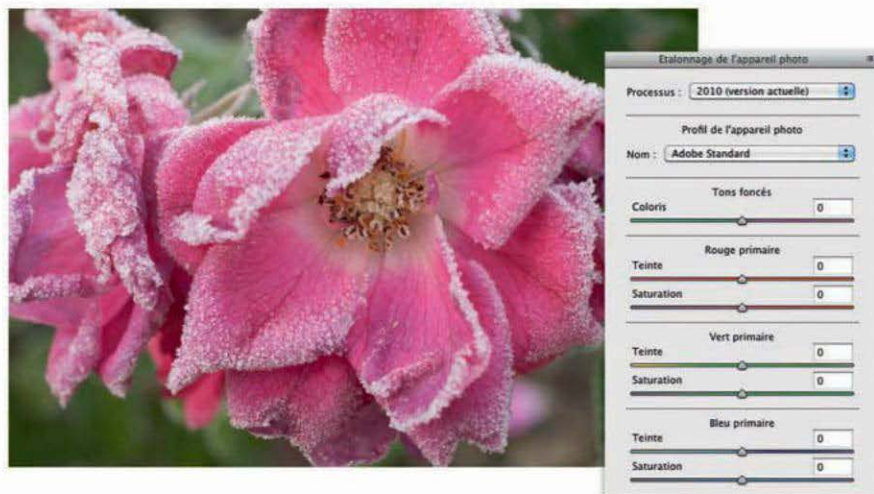 Etalonnage de l'appareil photo
Processus : 2010 (version actuelle)
Profil de l'appareil photo
Nom : Adobe Standard
Tons foncés
Coloris 0
Rouge primaire
Teinte 0
Saturation 0
Vert primaire
Teinte 0
Saturation 0
Bleu primaire
Teinte 0
Saturation 0